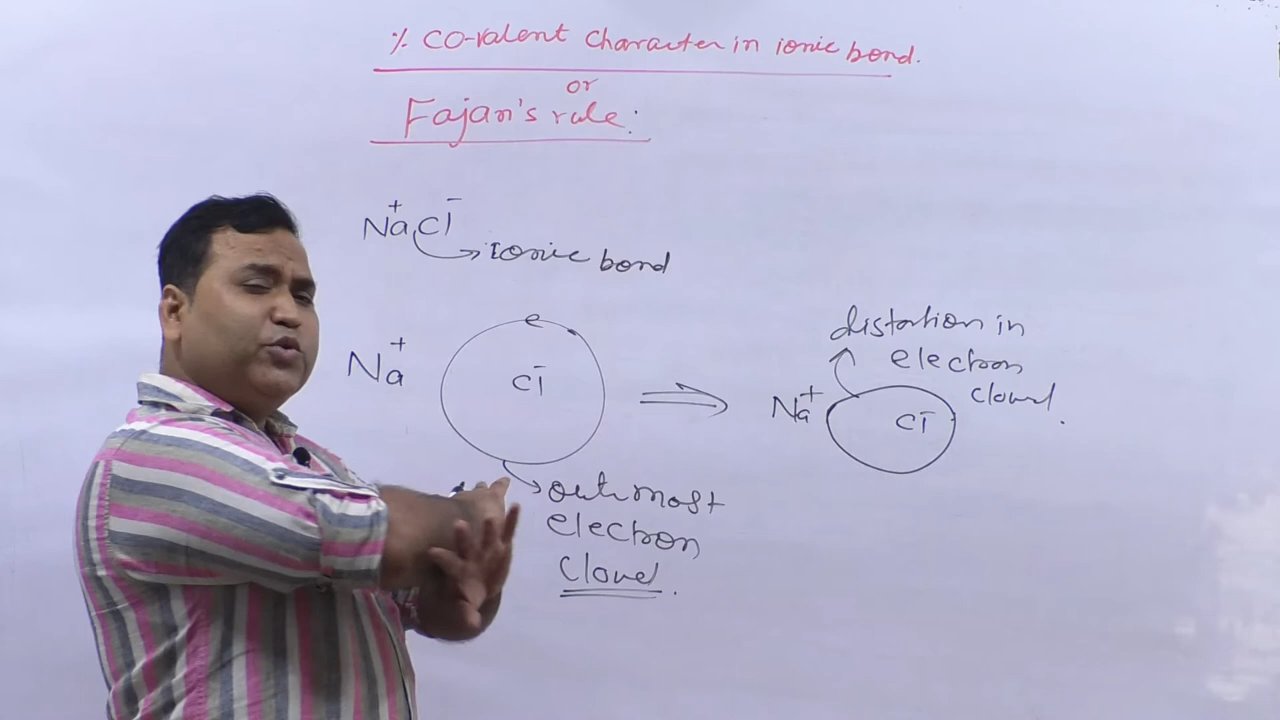 % CO-valent character in ionic bond.
or
Fajan's rule:
Na⁺Cl⁻
→ Ionic bond
Na⁺
e
Cl⁻
outermost
electron
cloud.
⇒
distortion in
electron
cloud.
Na⁺
Cl⁻